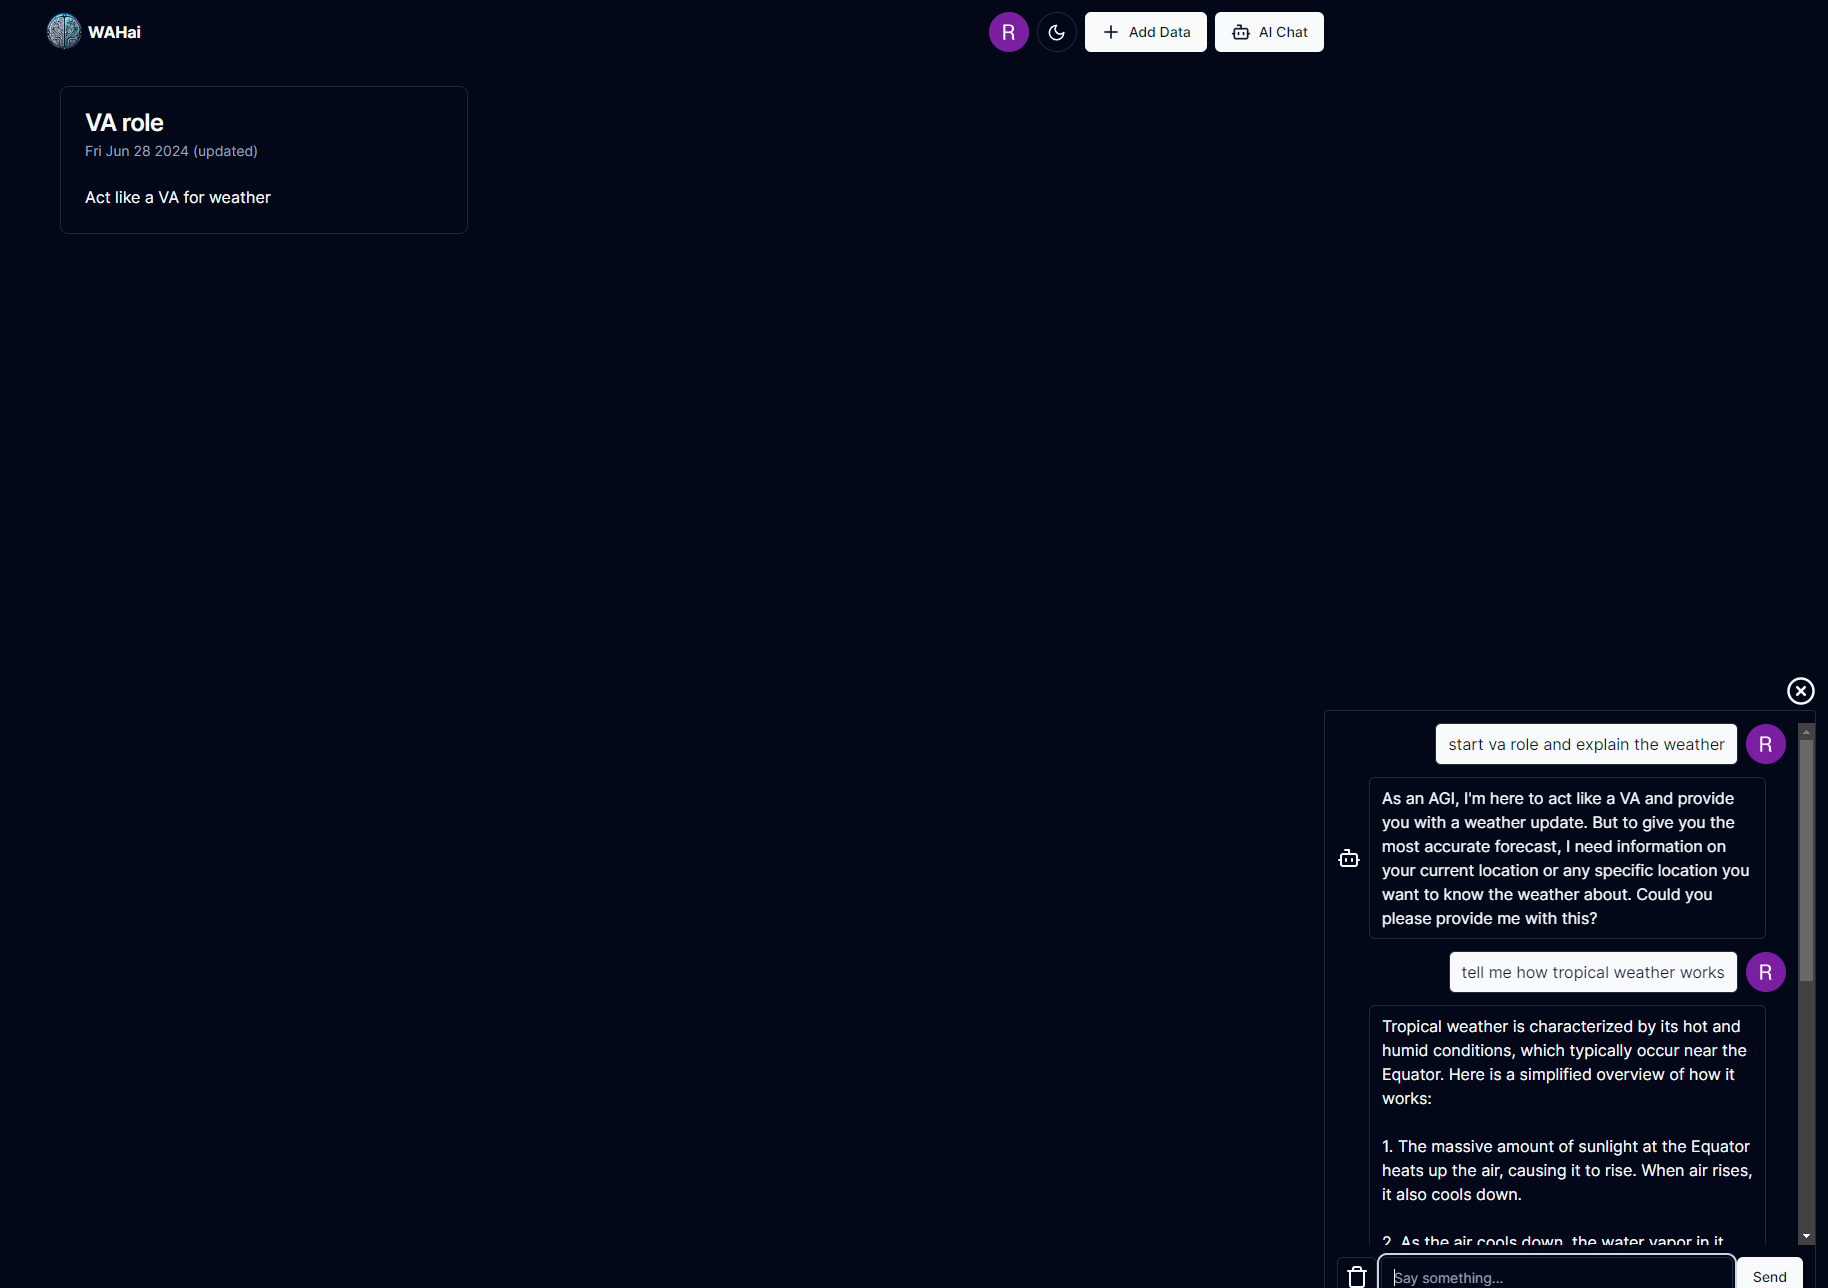 WAHai
R
Add Data
AI Chat
VA role
Fri Jun 28 2024 (updated)
Act like a VA for weather
start va role and explain the weather
R
As an AGI, I'm here to act like a VA and provide
you with a weather update. But to give you the
most accurate forecast, I need information on
your current location or any specific location you
want to know the weather about. Could you
please provide me with this?
tell me how tropical weather works
R
Tropical weather is characterized by its hot and
humid conditions, which typically occur near the
Equator. Here is a simplified overview of how it
works:
1. The massive amount of sunlight at the Equator
heats up the air, causing it to rise. When air rises,
it also cools down.
2. As the air cools down, the water vapor in it
Say something...
Send